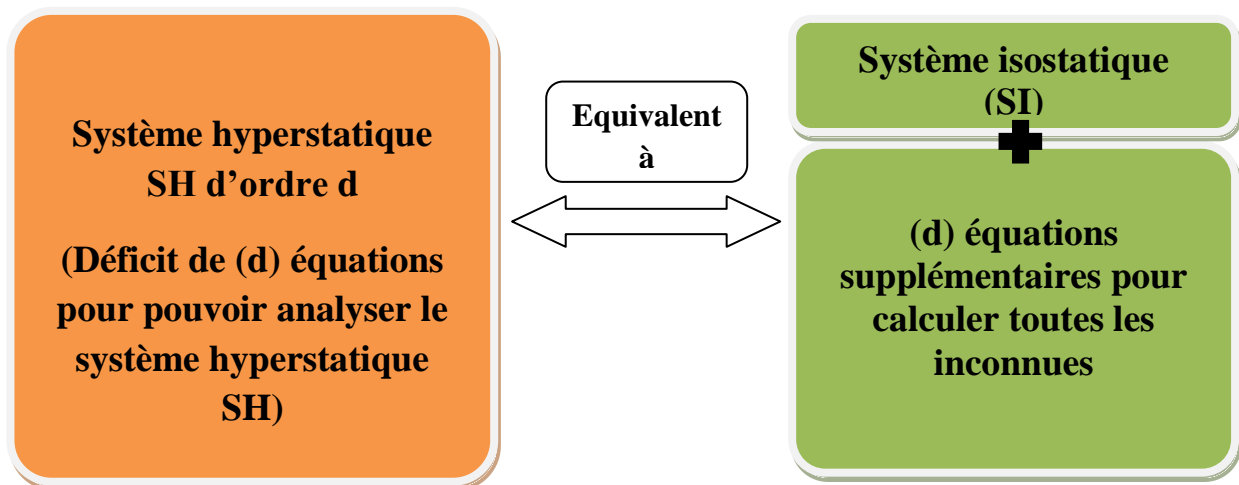 Système hyperstatique
SH d'ordre d
(Déficit de (d) équations
pour pouvoir analyser le
système hyperstatique
SH)
Equivalent
à
Système isostatique
(SI)
(d) équations
supplémentaires pour
calculer toutes les
inconnues